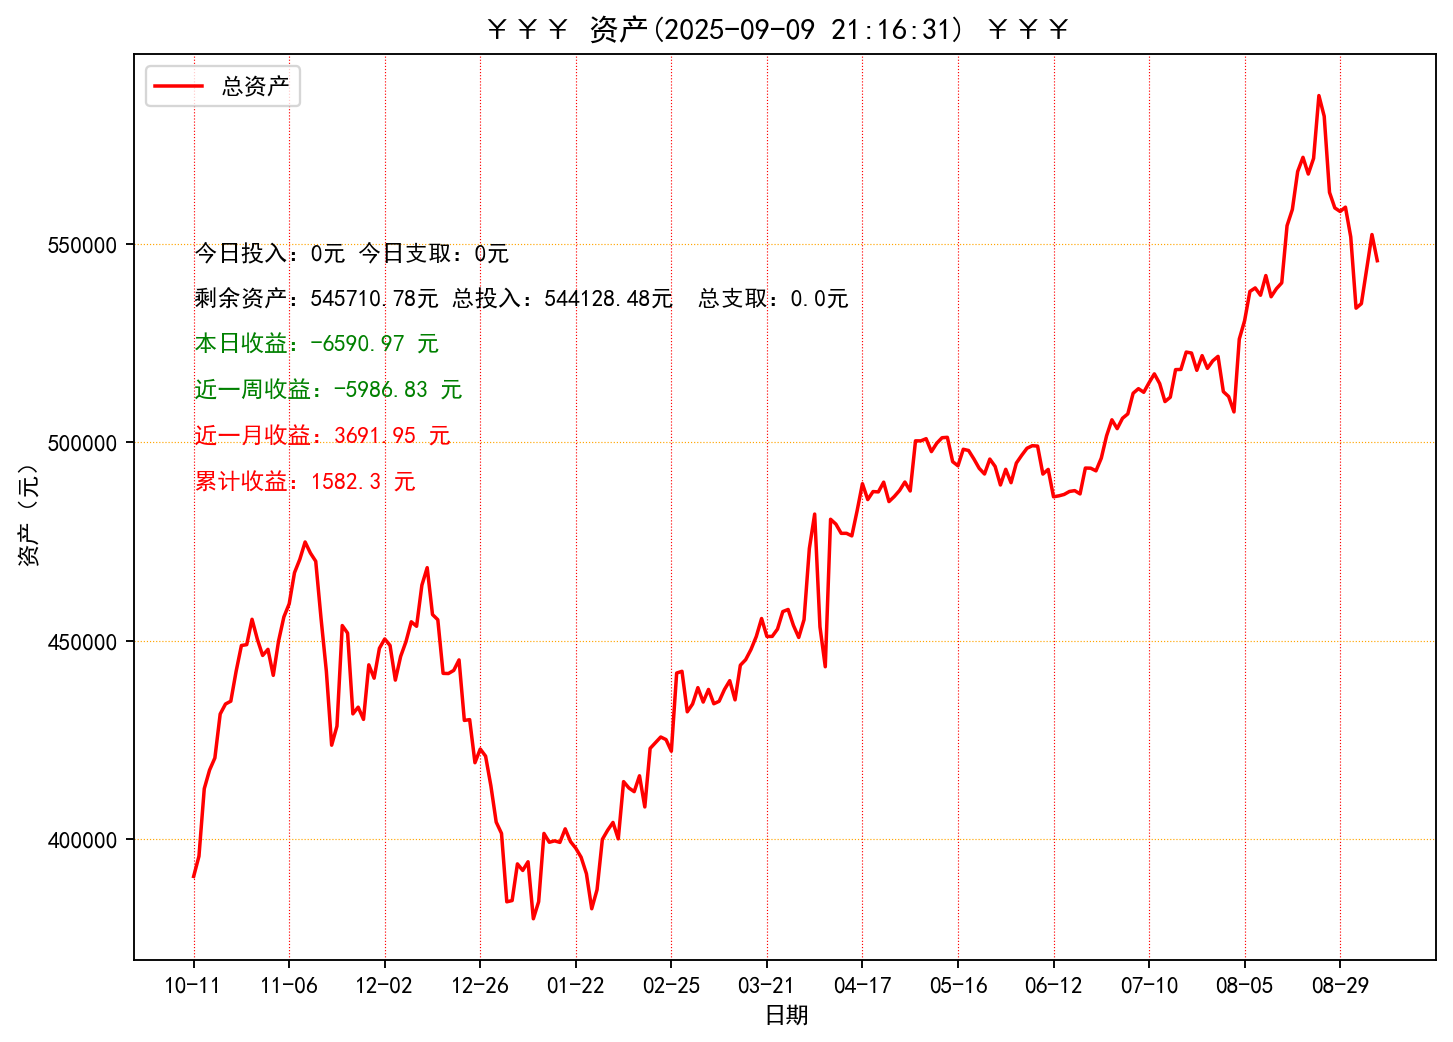 ￥￥￥ 资产(2025-09-09 21:16:31) ￥￥￥
总资产
今日投入：0元 今日支取：0元
剩余资产：545710.78元 总投入：544128.48元  总支取：0.0元
本日收益：-6590.97 元
近一周收益：-5986.83 元
近一月收益：3691.95 元
累计收益：1582.3 元
资产（元）
550000
500000
450000
400000
10-11 11-06 12-02 12-26 01-22 02-25 03-21 04-17 05-16 06-12 07-10 08-05 08-29
日期